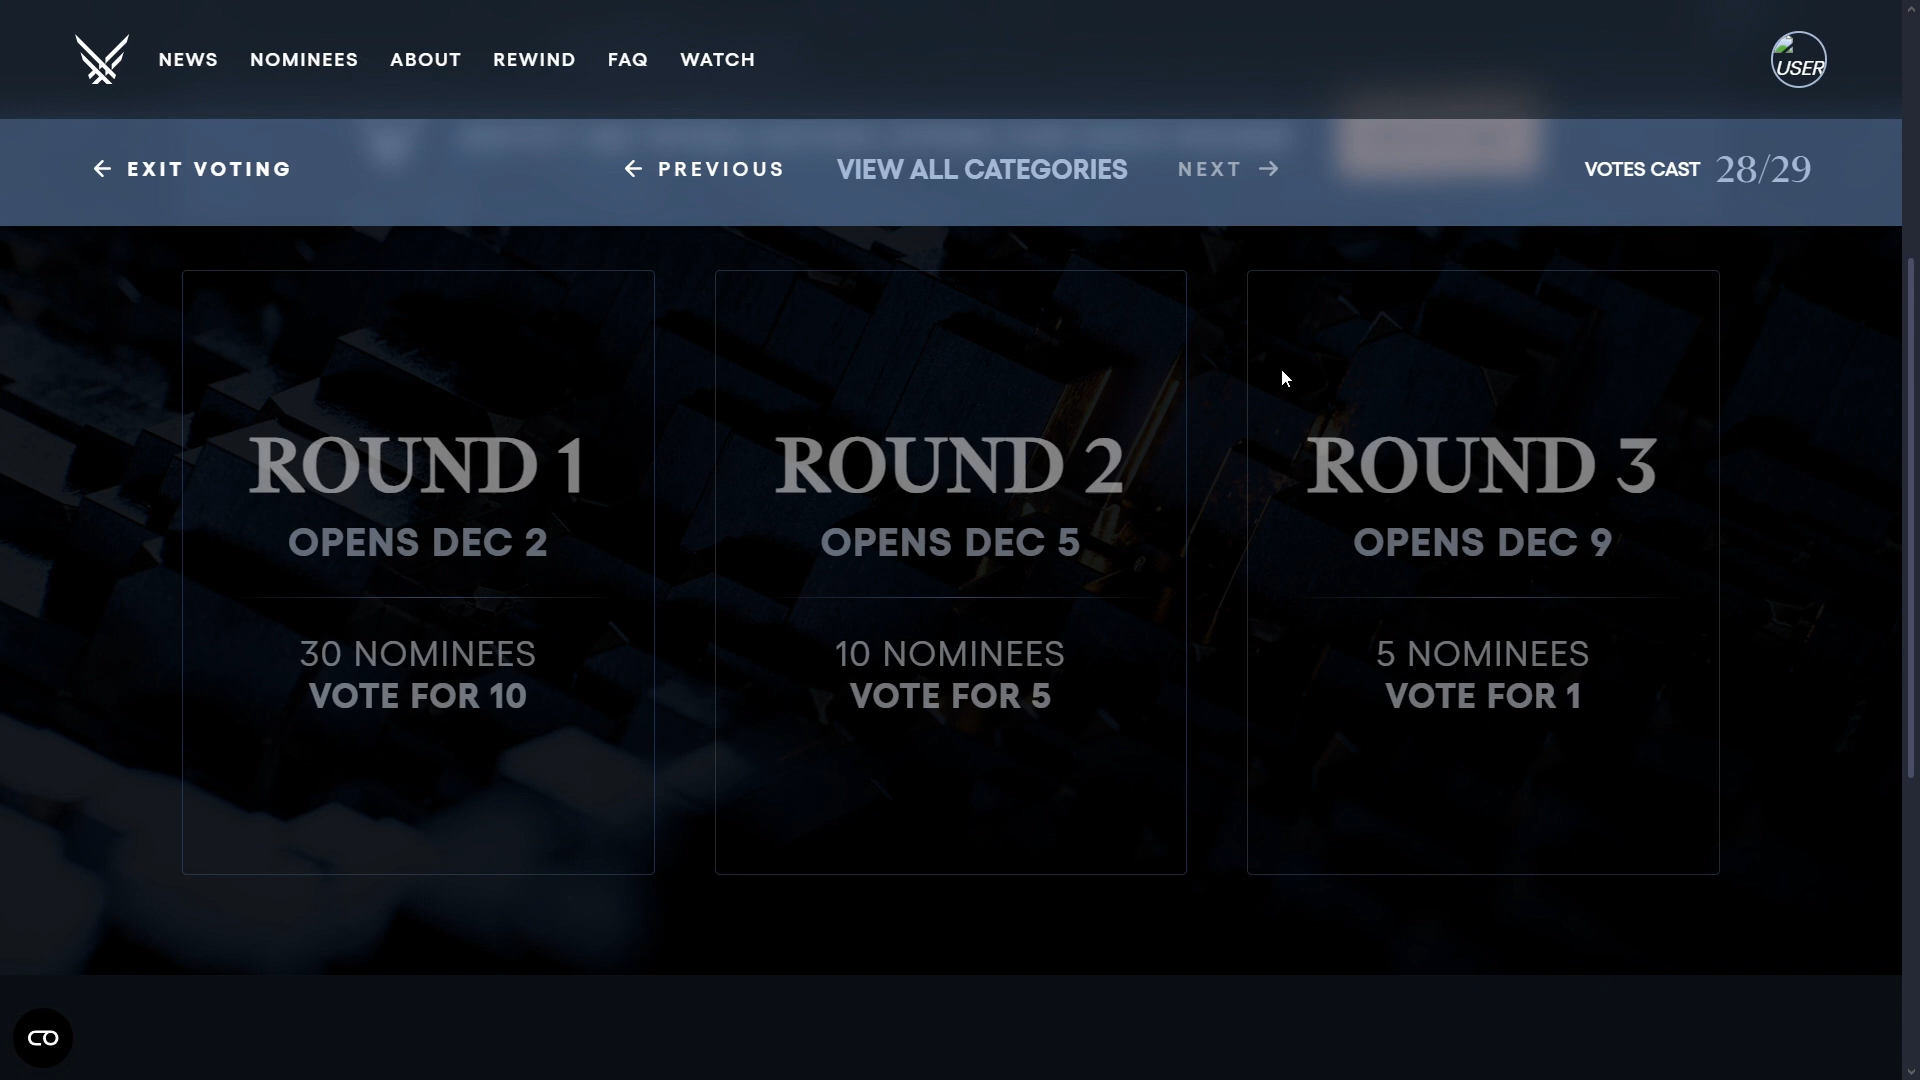 NEWS NOMINEES ABOUT REWIND FAQ WATCH
USER
EXIT VOTING
PREVIOUS
VIEW ALL CATEGORIES
NEXT
VOTES CAST 28/29
ROUND 1
OPENS DEC 2
30 NOMINEES
VOTE FOR 10
ROUND 2
OPENS DEC 5
10 NOMINEES
VOTE FOR 5
ROUND 3
OPENS DEC 9
5 NOMINEES
VOTE FOR 1